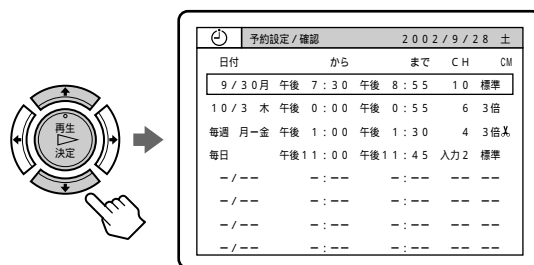 再生
決定
予約設定/確認 2002/9/28 土
日付 から まで CH CM
9/30月 午後 7:30 午後 8:55 10 標準
10/3 木 午後 0:00 午後 0:55 6 3倍
毎週 月−金 午後 1:00 午後 1:30 4 3倍
毎日 午後11:00 午後11:45 入力2 標準
−/−− −:−− −:−− −− −−
−/−− −:−− −:−− −− −−
−/−− −:−− −:−− −− −−
−/−− −:−− −:−− −− −−